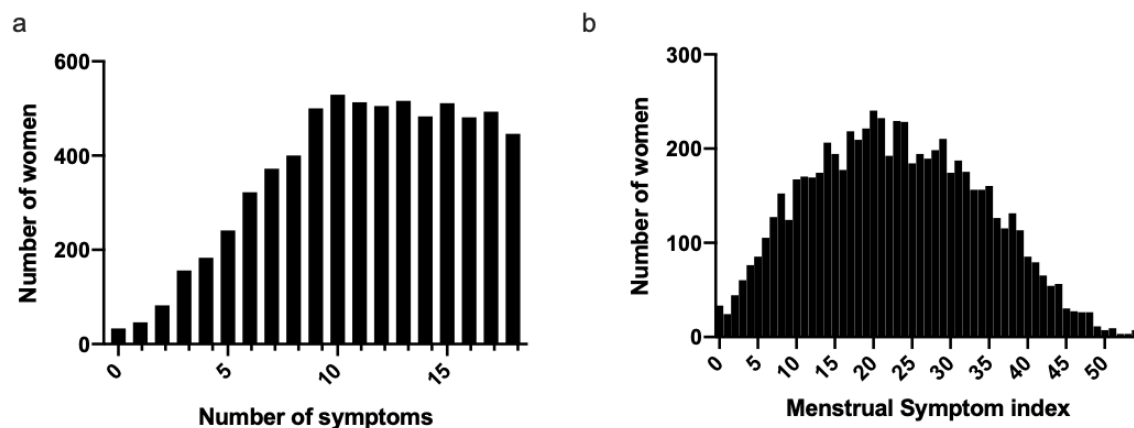 a
600
400
200
0
Number of women
0 5 10 15
Number of symptoms
b
300
200
100
0
Number of women
0 5 10 15 20 25 30 35 40 45 50
Menstrual Symptom index